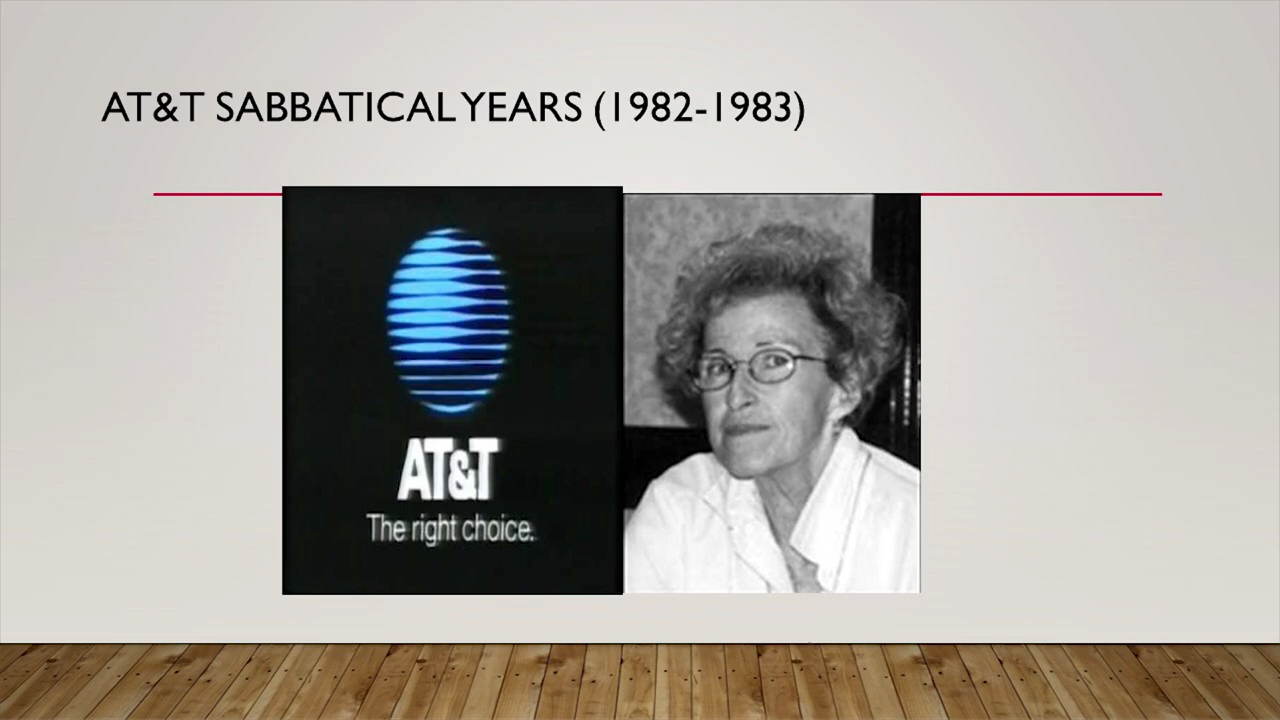 AT&T SABBATICAL YEARS (1982-1983)
AT&T
The right choice.